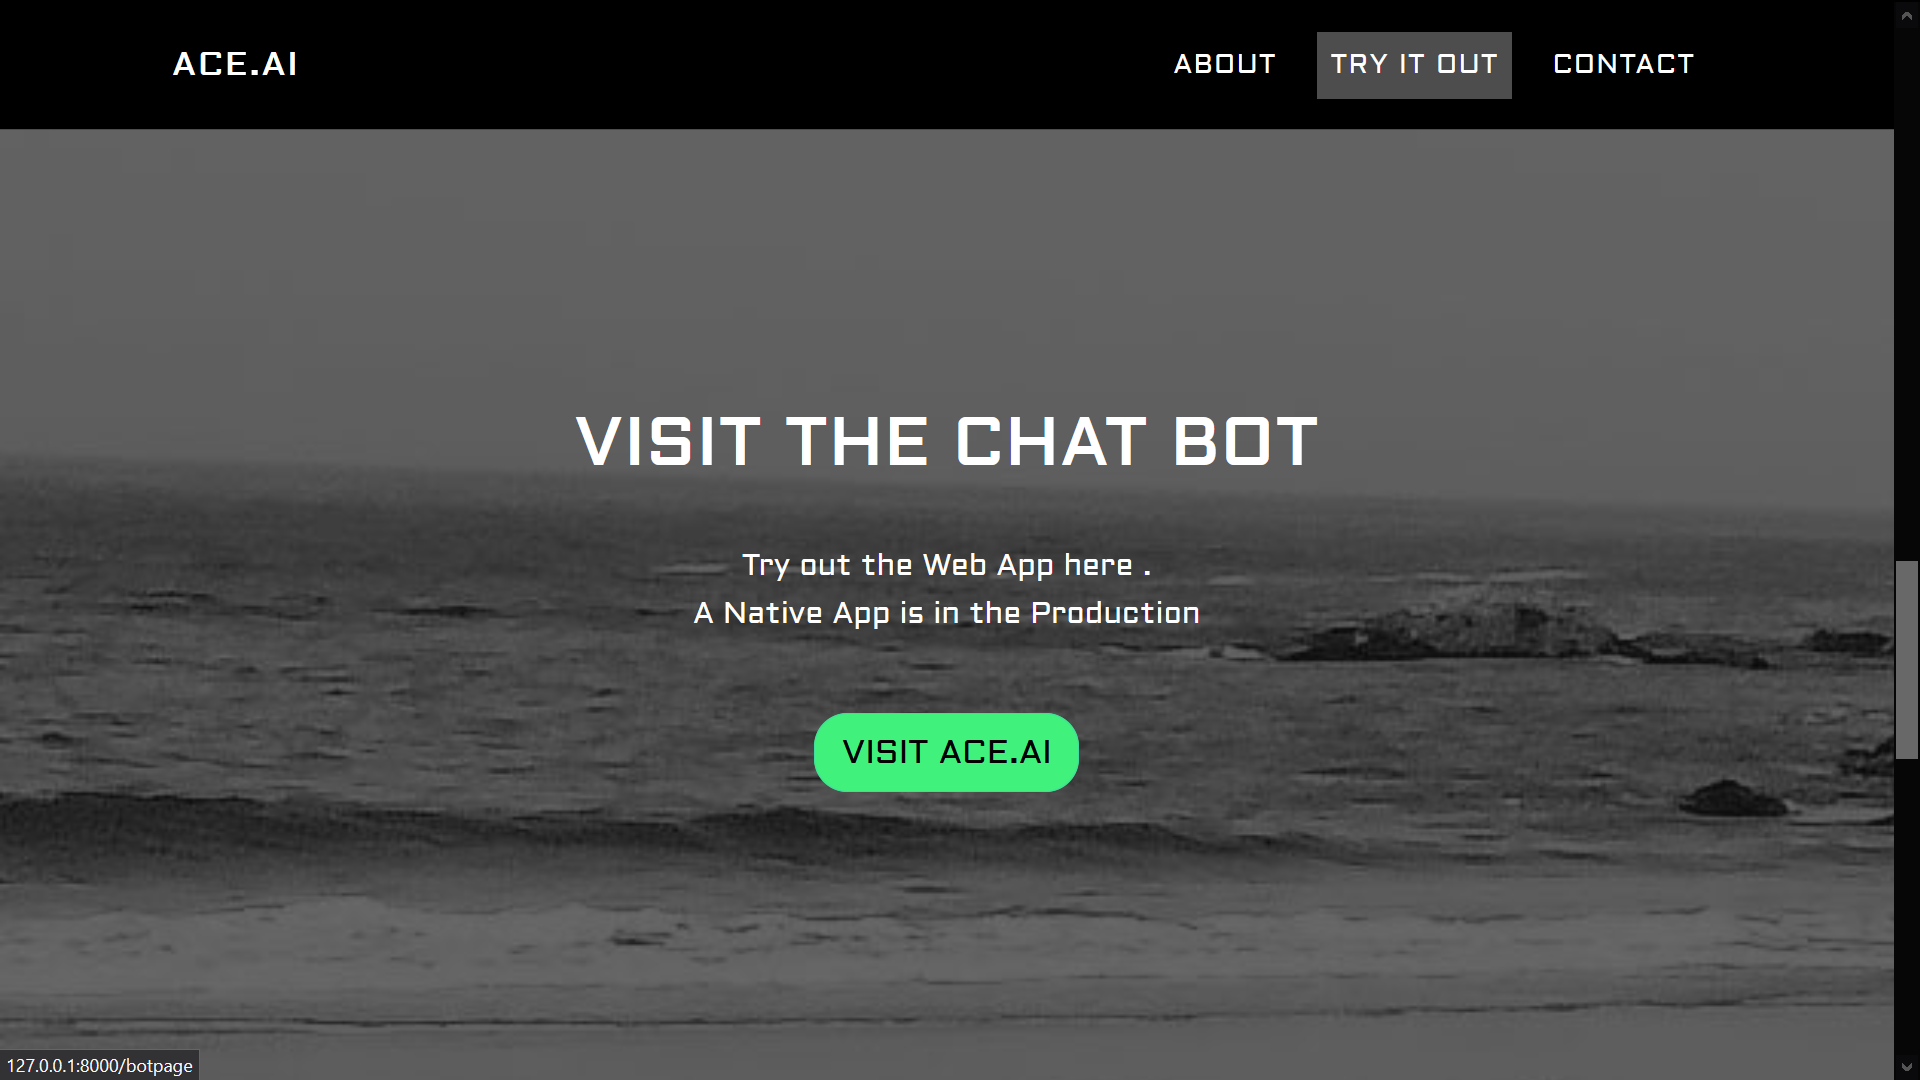 ACE.AI
ABOUT
TRY IT OUT
CONTACT
VISIT THE CHAT BOT
Try out the Web App here .
A Native App is in the Production
VISIT ACE.AI
127.0.0.1:8000/botpage